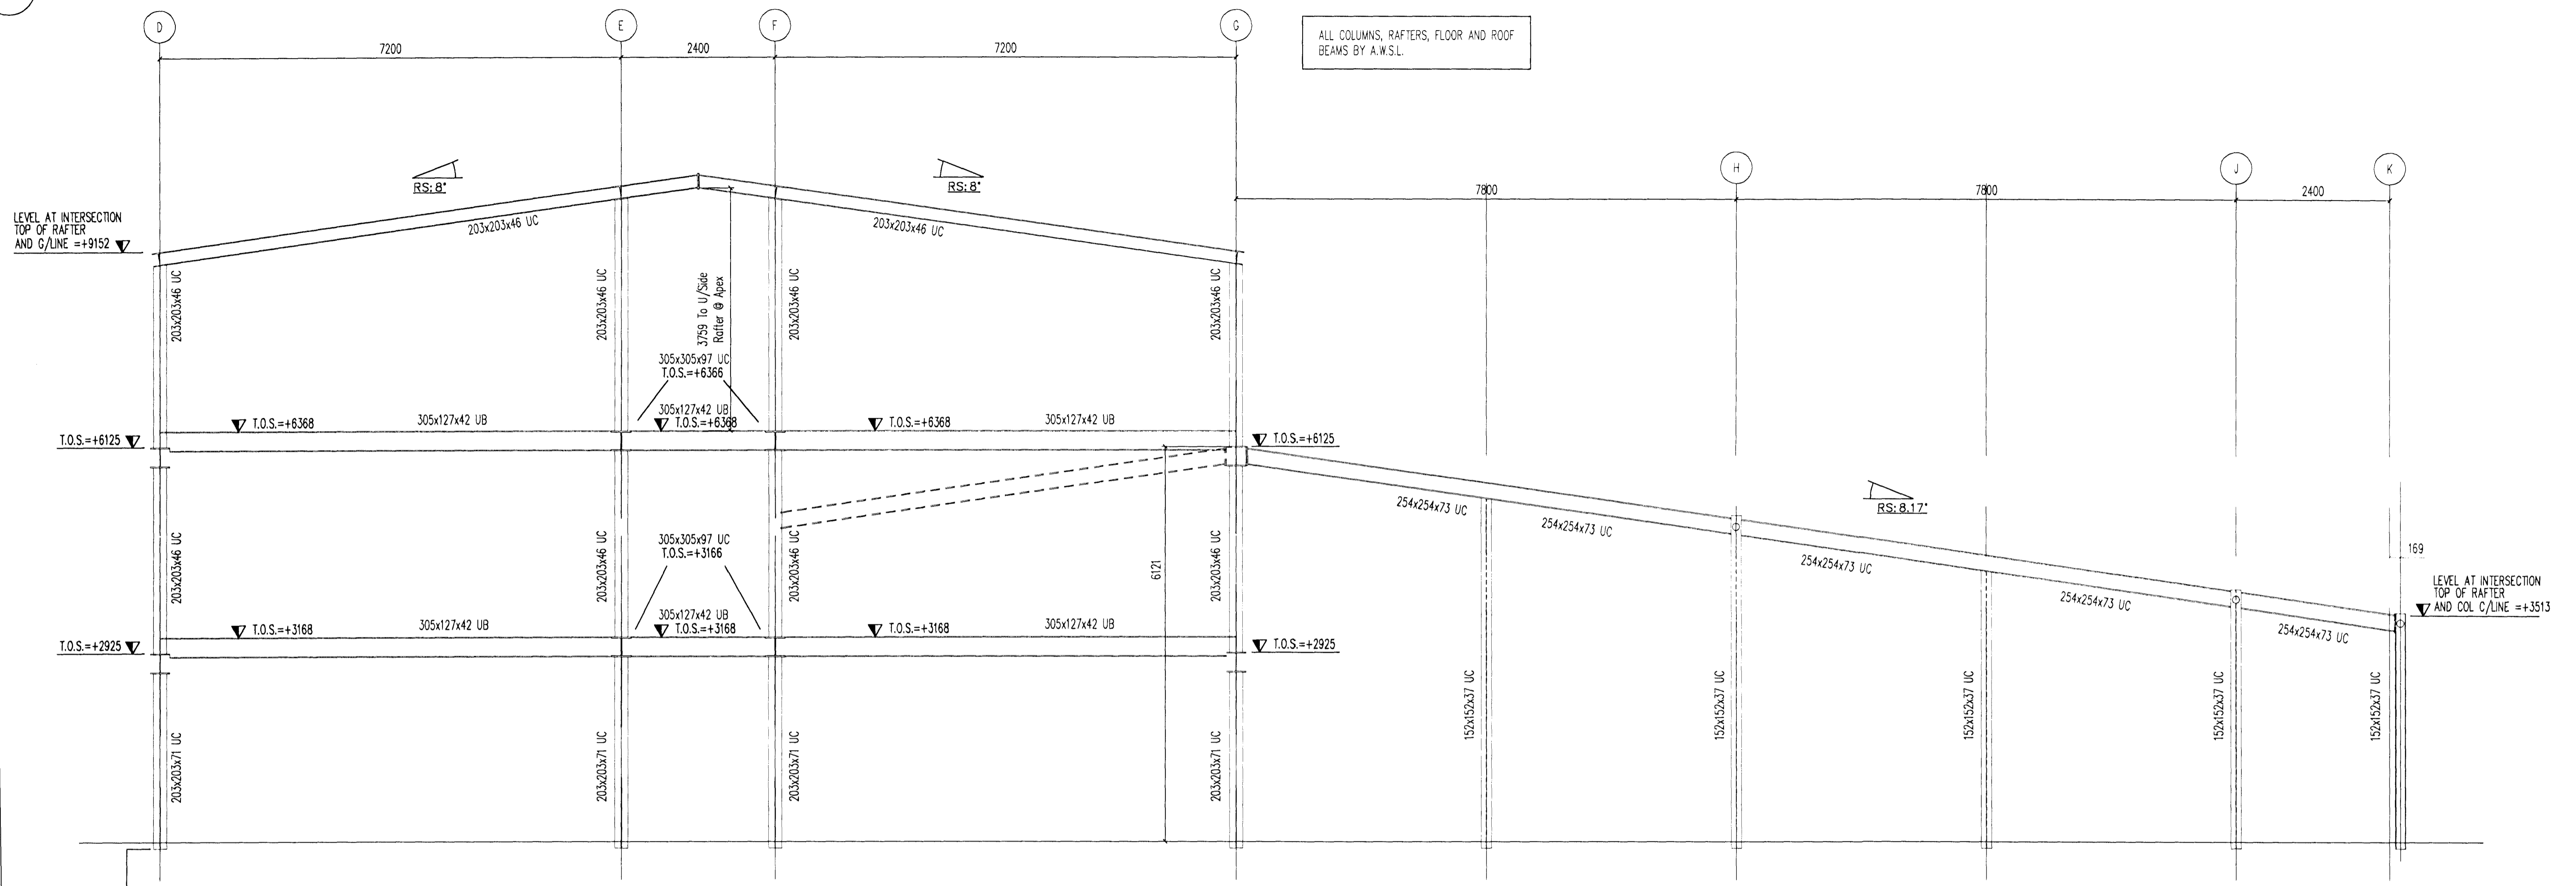 D
E
F
G
7200
2400
7200
ALL COLUMNS, RAFTERS, FLOOR AND ROOF
BEAMS BY A.W.S.L.
H
J
K
7800
7800
2400
RS: 8°
RS: 8°
LEVEL AT INTERSECTION
TOP OF RAFTER
AND G/LINE =+9152
203x203x46 UC
203x203x46 UC
203x203x46 UC
203x203x46 UC
3759 To U/Side
Rafter @ Apex
203x203x46 UC
203x203x46 UC
305x305x97 UC
T.O.S.=+6366
T.O.S.=+6125
T.O.S.=+6368
305x127x42 UB
305x127x42 UB
T.O.S.=+6368
T.O.S.=+6368
305x127x42 UB
T.O.S.=+6125
254x254x73 UC
254x254x73 UC
RS: 8.17°
254x254x73 UC
254x254x73 UC
254x254x73 UC
169
LEVEL AT INTERSECTION
TOP OF RAFTER
AND COL C/LINE =+3513
203x203x46 UC
203x203x46 UC
305x305x97 UC
T.O.S.=+3166
203x203x46 UC
6121
203x203x46 UC
T.O.S.=+2925
T.O.S.=+3168
305x127x42 UB
305x127x42 UB
T.O.S.=+3168
T.O.S.=+3168
305x127x42 UB
T.O.S.=+2925
203x203x71 UC
203x203x71 UC
203x203x71 UC
203x203x71 UC
152x152x37 UC
152x152x37 UC
152x152x37 UC
152x152x37 UC
152x152x37 UC